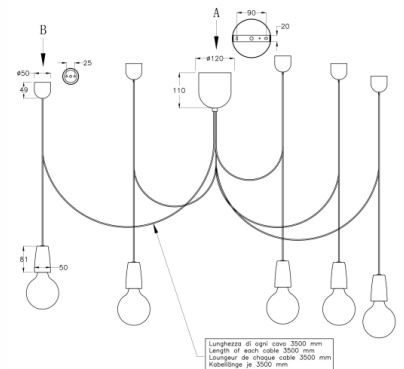 A
90
20
B
ø50
25
ø120
49
110
81
50
Lunghezza di ogni cavo 3500 mm
Length of each cable 3500 mm
Loungeur de chaque cable 3500 mm
Kabellänge je 3500 mm